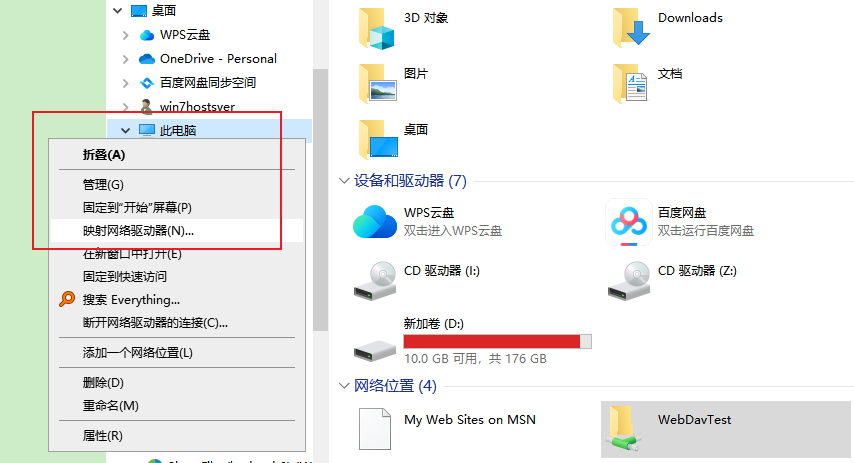 桌面
WPS云盘
OneDrive - Personal
百度网盘同步空间
win7hostsver
此电脑
折叠(A)
管理(G)
固定到"开始"屏幕(P)
映射网络驱动器(N)...
在新窗口中打开(E)
固定到快速访问
搜索 Everything...
断开网络驱动器的连接(C)...
添加一个网络位置(L)
删除(D)
重命名(M)
属性(R)
3D 对象
Downloads
图片
文档
桌面
设备和驱动器 (7)
WPS云盘
双击进入WPS云盘
百度网盘
双击运行百度网盘
CD 驱动器 (I:)
CD 驱动器 (Z:)
新加卷 (D:)
10.0 GB 可用，共 176 GB
网络位置 (4)
My Web Sites on MSN
WebDavTest